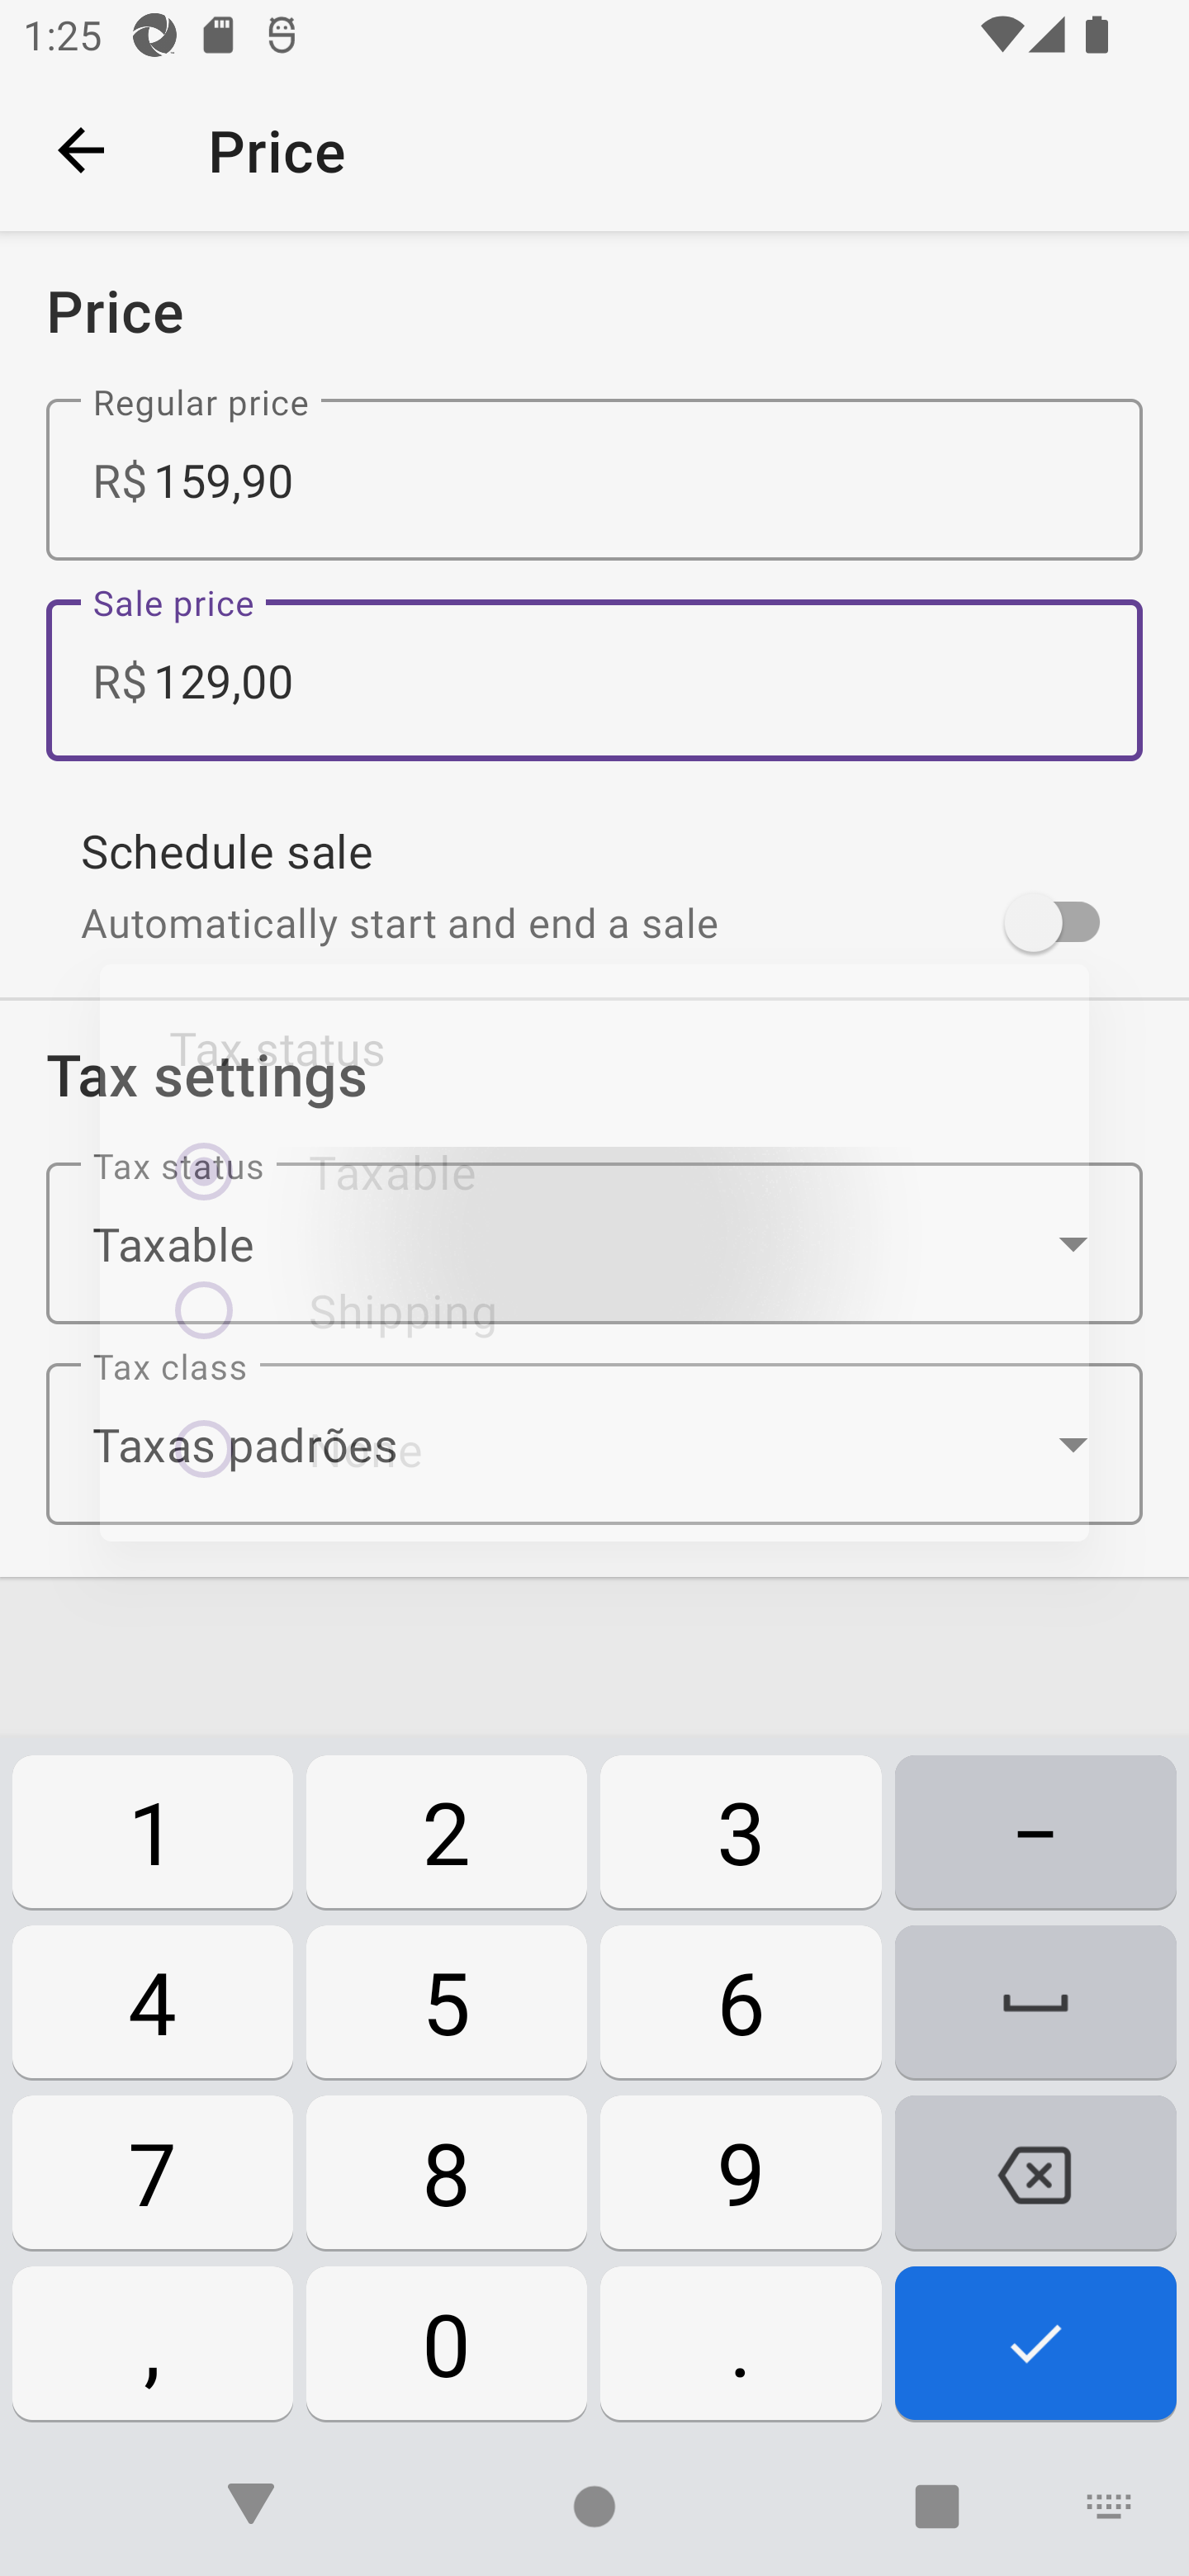 1:25
Price
Price
Regular price
R$ 159,90
Sale price
R$ 129,00
Schedule sale
Automatically start and end a sale
Tax status
Tax settings
Tax status
Taxable
Taxable
Shipping
Tax class
Taxas padrões
None
1 2 3 –
4 5 6
7 8 9
, 0 .